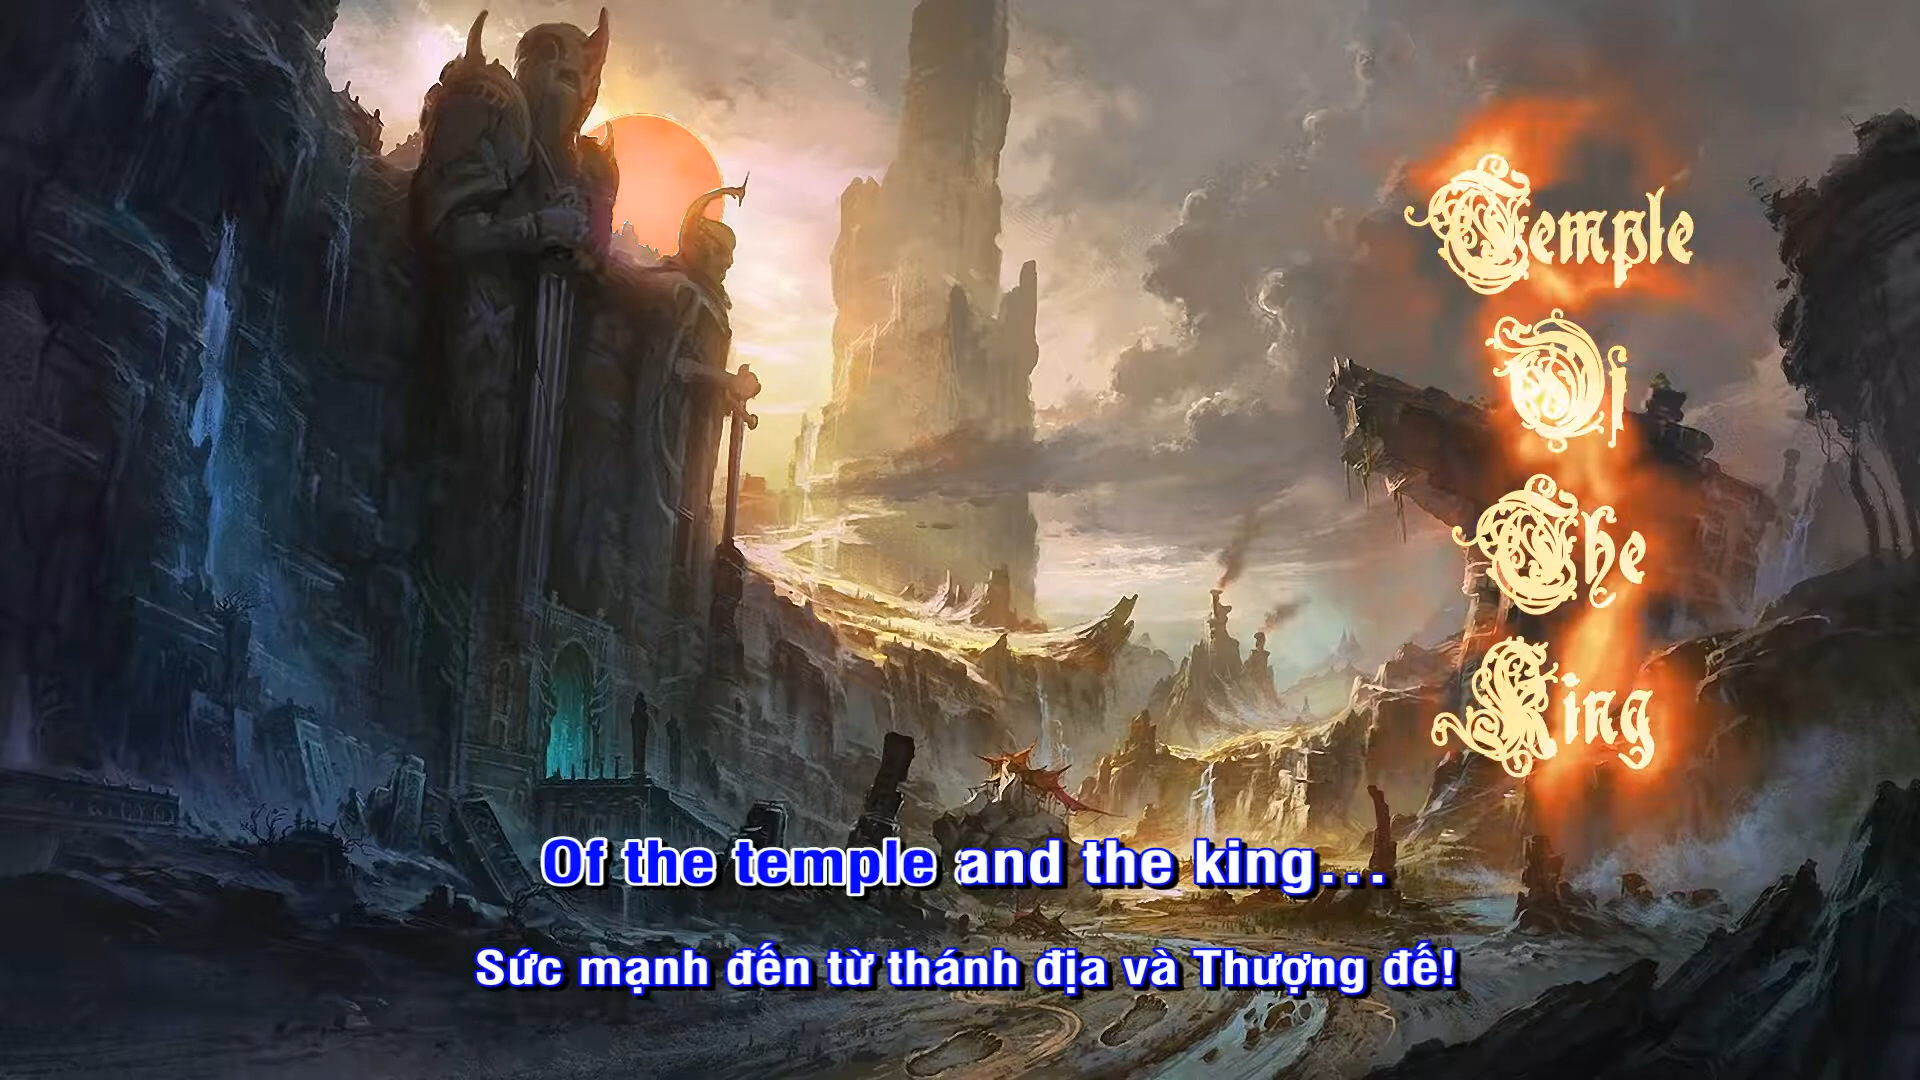 Temple
Of
The
King
Of the temple and the king...
Sức mạnh đến từ thánh địa và Thượng đế!